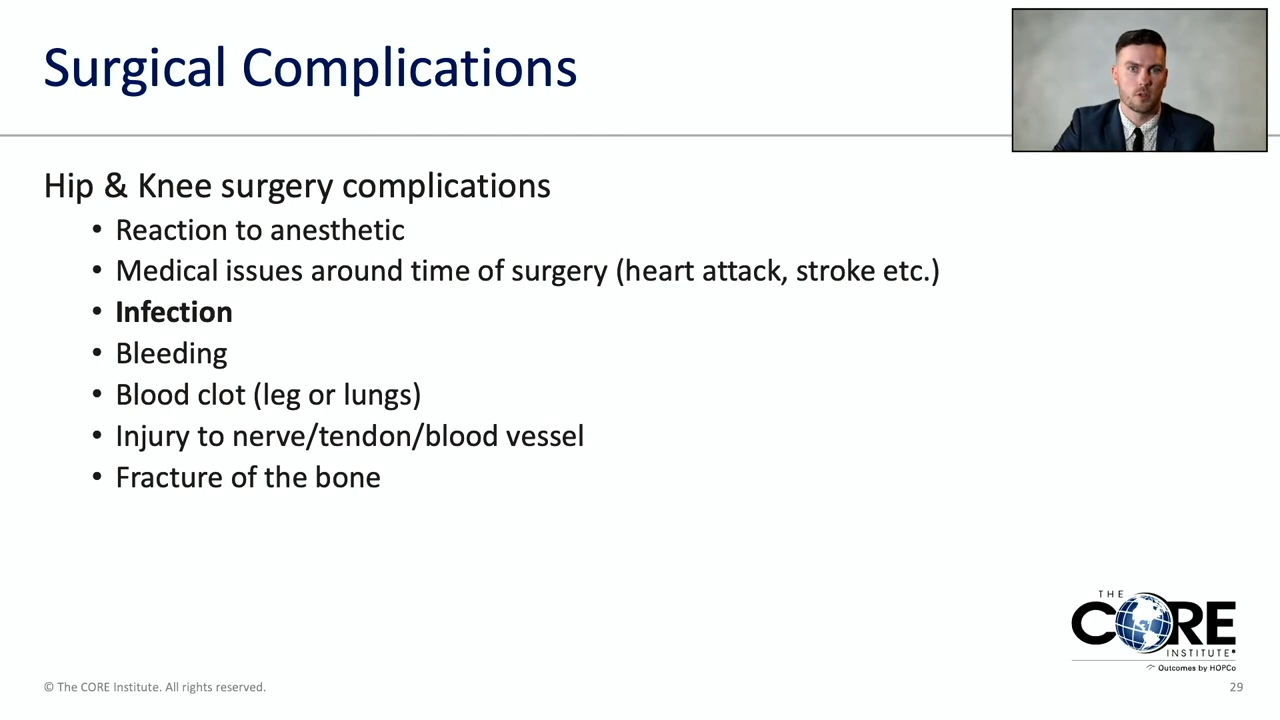 Surgical Complications
Hip & Knee surgery complications
• Reaction to anesthetic
• Medical issues around time of surgery (heart attack, stroke etc.)
• Infection
• Bleeding
• Blood clot (leg or lungs)
• Injury to nerve/tendon/blood vessel
• Fracture of the bone
THE
CORE
INSTITUTE®
Outcomes by HOPCo
© The CORE Institute. All rights reserved.
29